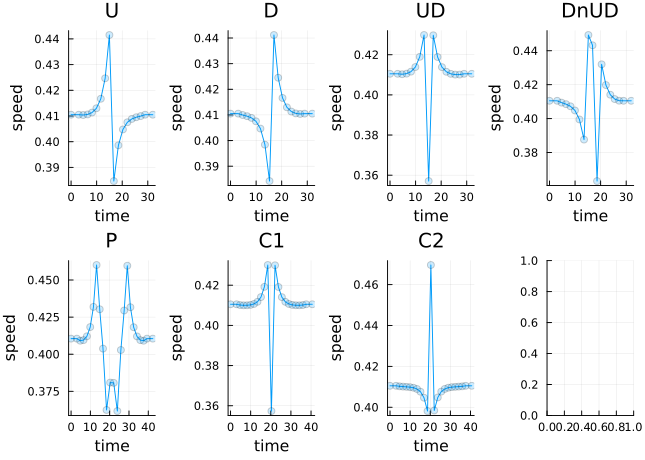 U
D
UD
DnUD
0.44
0.43
0.42
0.41
0.40
0.39
speed
0 10 20 30
time
0.44
0.43
0.42
0.41
0.40
0.39
speed
0 10 20 30
time
0.42
0.40
0.38
0.36
speed
0 10 20 30
time
0.44
0.42
0.40
0.38
speed
0 10 20 30
time
P
C1
C2
0.450
0.425
0.400
0.375
speed
0 10 20 30 40
time
0.42
0.40
0.38
0.36
speed
0 10 20 30 40
time
0.46
0.44
0.42
0.40
speed
0 10 20 30 40
time
1.0
0.8
0.6
0.4
0.2
0.0
0.00.20.40.60.81.0